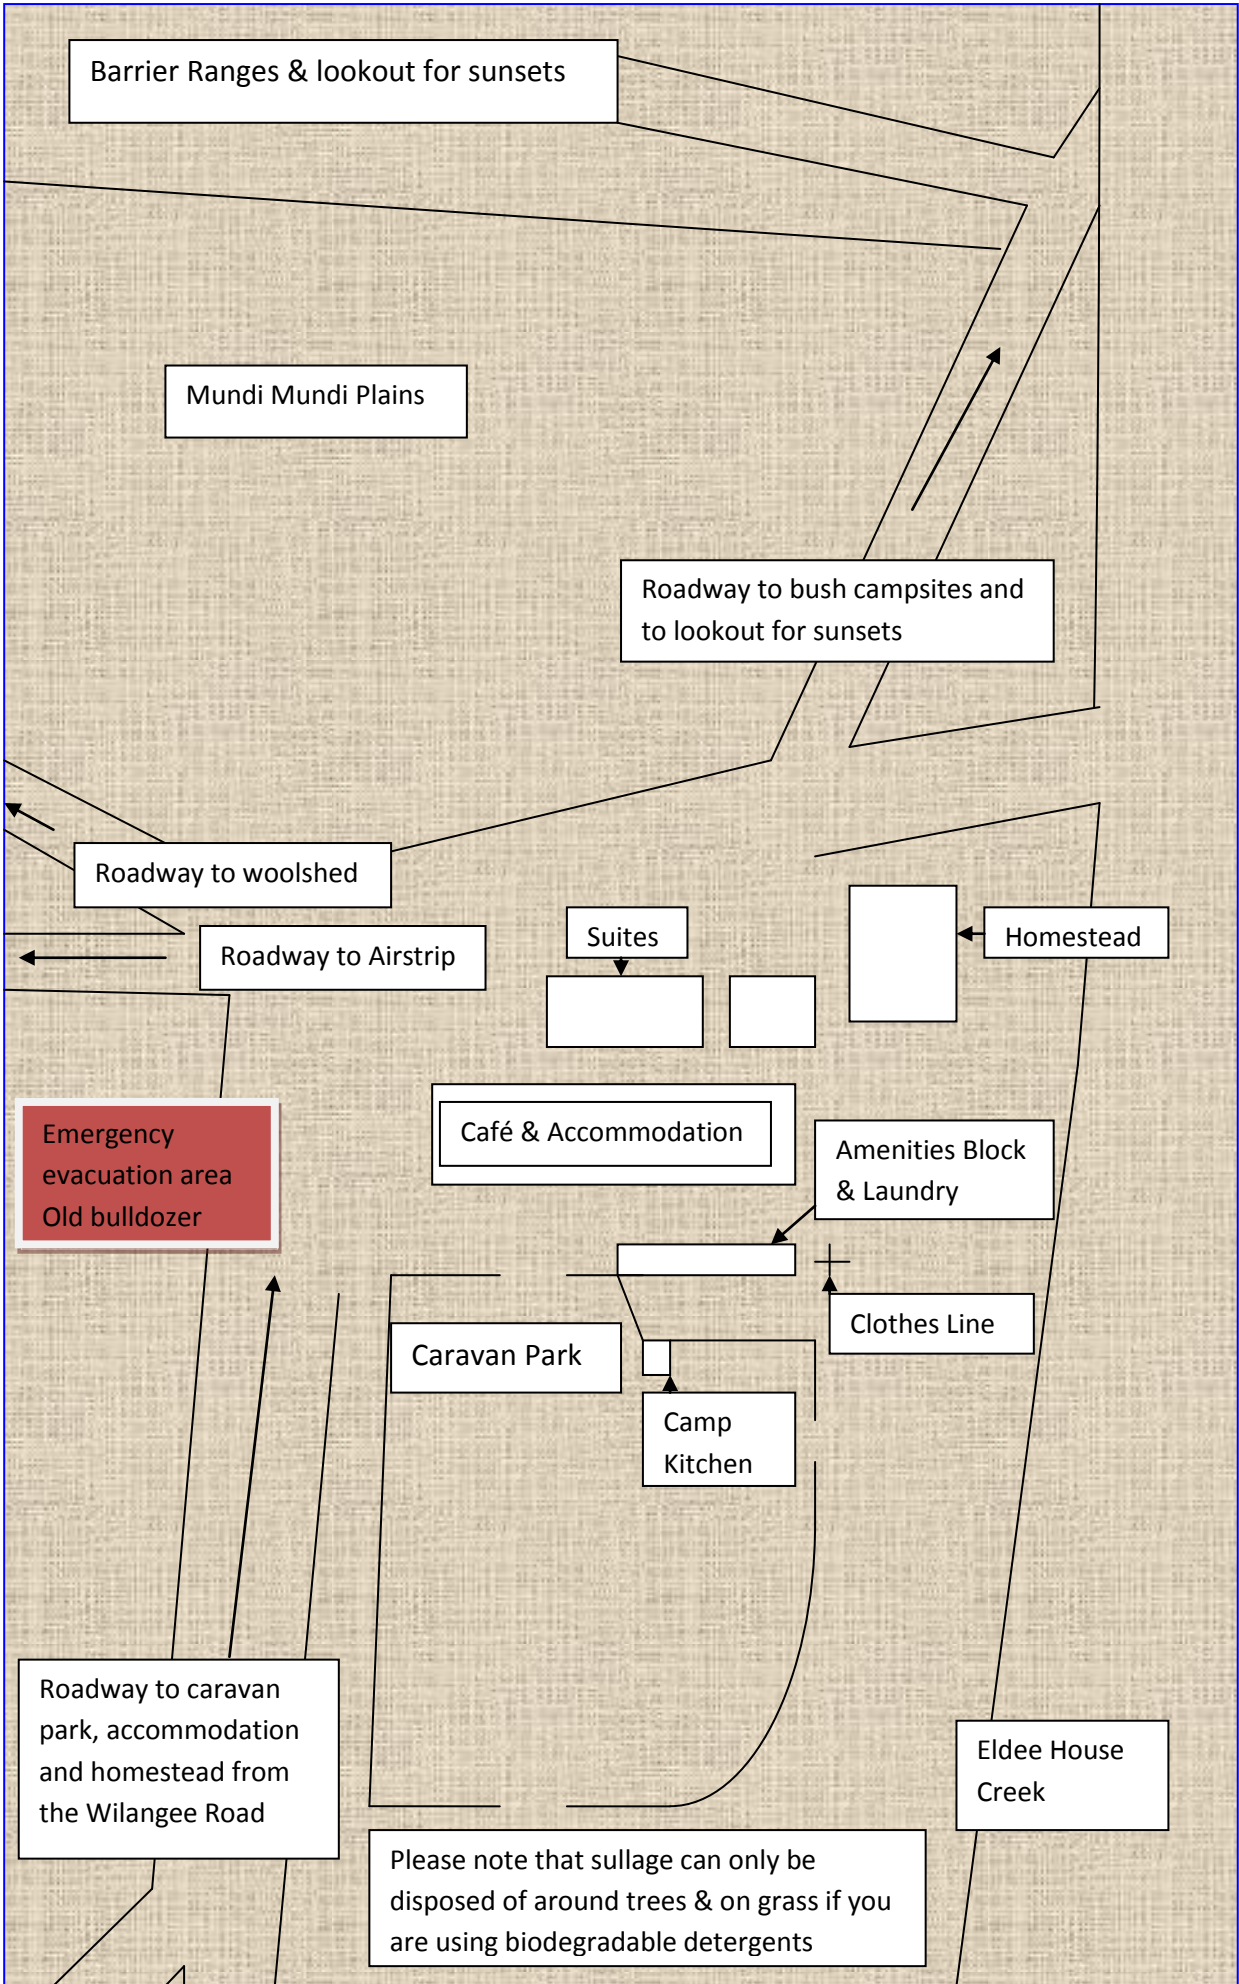 Barrier Ranges & lookout for sunsets
Mundi Mundi Plains
Roadway to bush campsites and
to lookout for sunsets
Roadway to woolshed
Roadway to Airstrip
Suites
Homestead
Emergency
evacuation area
Old bulldozer
Café & Accommodation
Amenities Block
& Laundry
Clothes Line
Caravan Park
Camp
Kitchen
Roadway to caravan
park, accommodation
and homestead from
the Wilangee Road
Eldee House
Creek
Please note that sullage can only be
disposed of around trees & on grass if you
are using biodegradable detergents